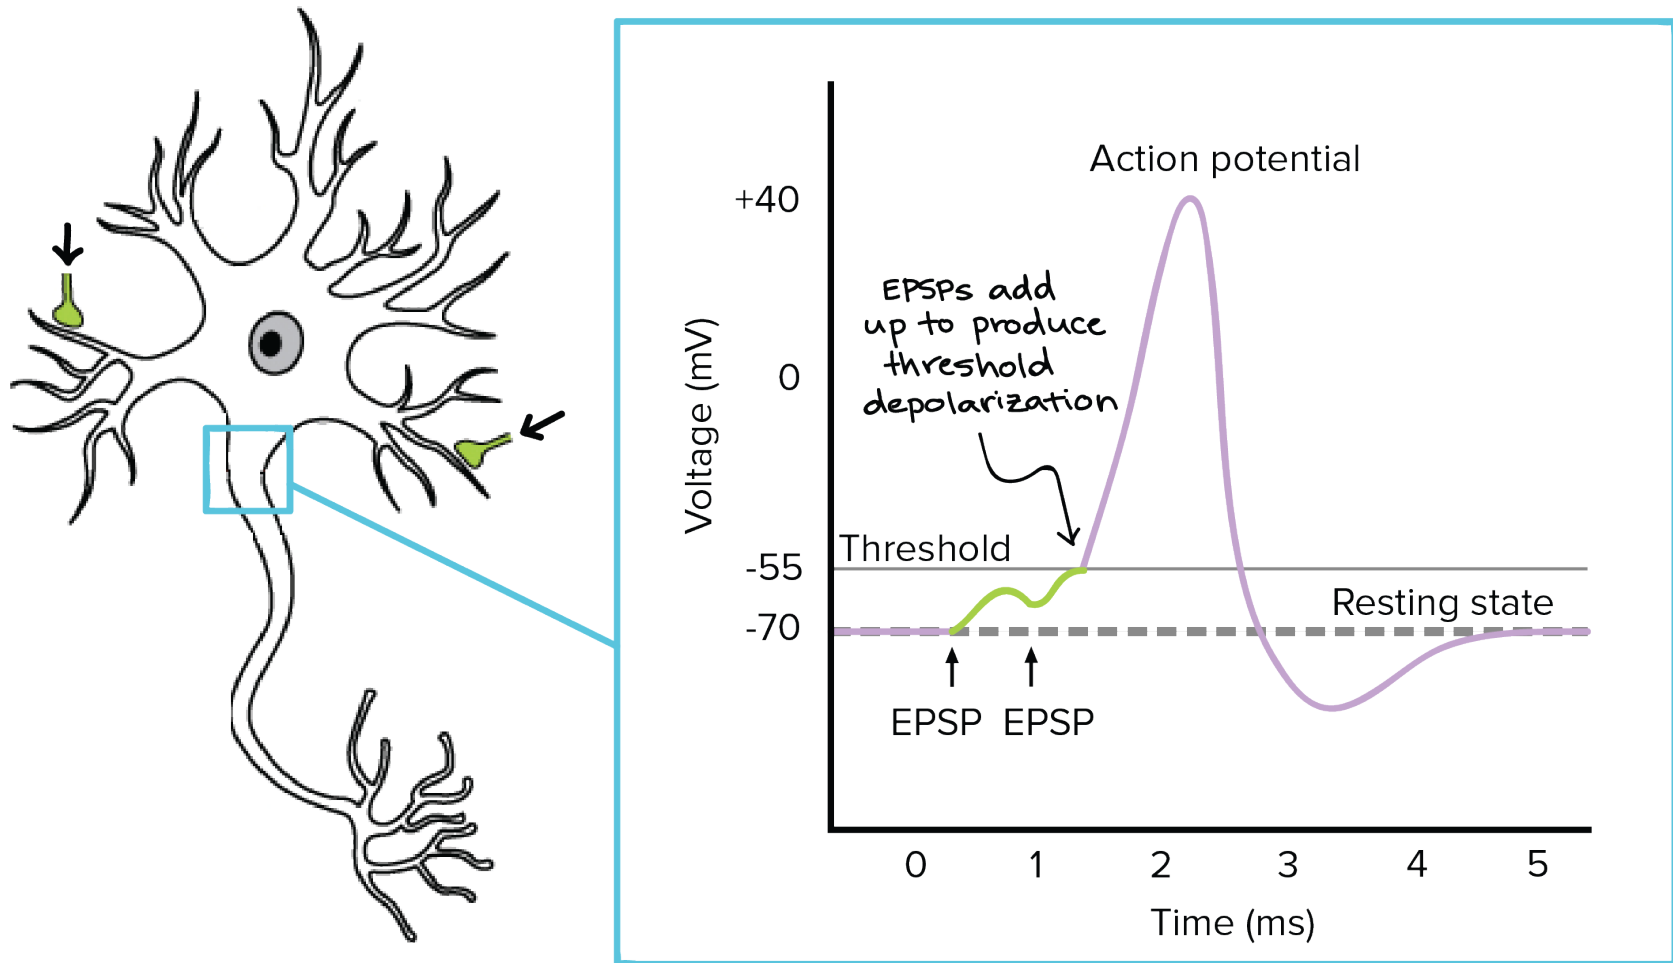 Action potential
+40
EPSPs add
up to produce
threshold
depolarization
0
Voltage (mV)
Threshold
-55
Resting state
-70
EPSP EPSP
0 1 2 3 4 5
Time (ms)